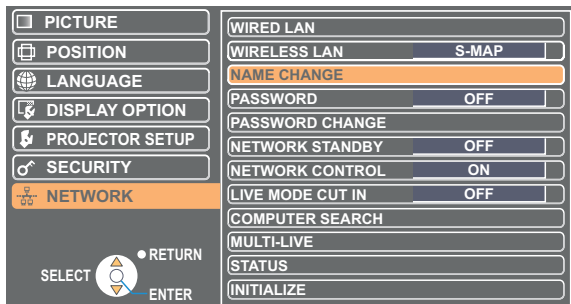 PICTURE
POSITION
LANGUAGE
DISPLAY OPTION
PROJECTOR SETUP
SECURITY
NETWORK
RETURN
SELECT
ENTER
WIRED LAN
WIRELESS LAN S-MAP
NAME CHANGE
PASSWORD OFF
PASSWORD CHANGE
NETWORK STANDBY OFF
NETWORK CONTROL ON
LIVE MODE CUT IN OFF
COMPUTER SEARCH
MULTI-LIVE
STATUS
INITIALIZE